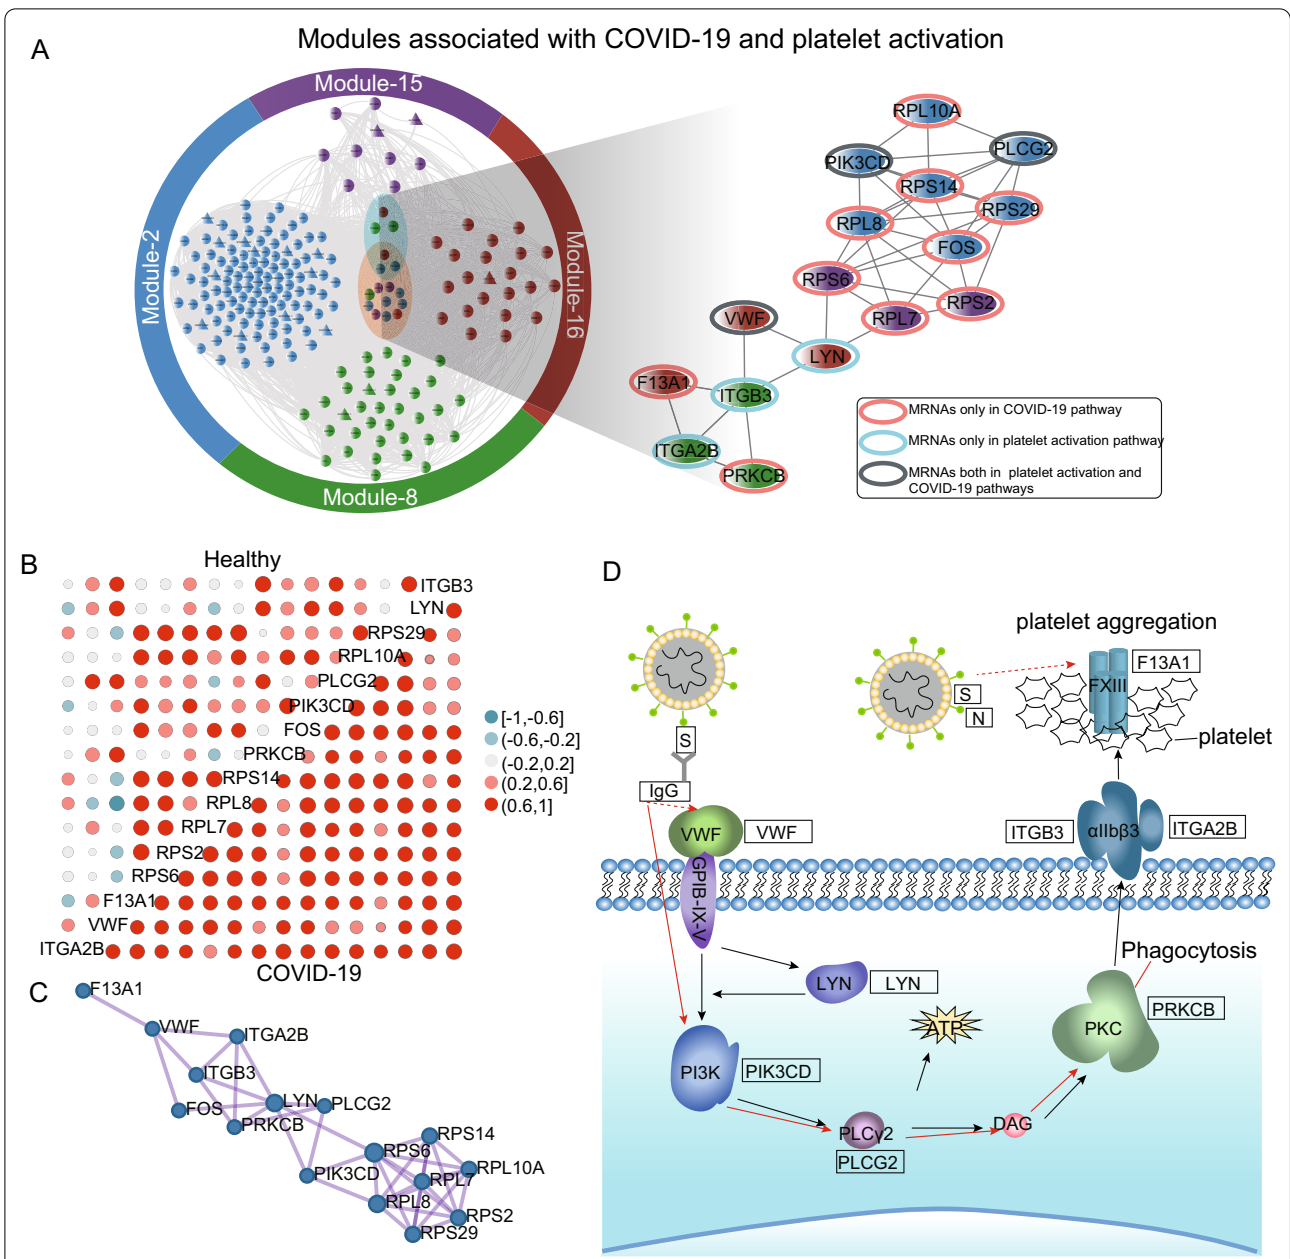 A
Modules associated with COVID-19 and platelet activation
Module-15
Module-2
Module-16
Module-8
RPL10A
PIK3CD
PLCG2
RPS14
RPS29
RPL8
FOS
RPS6
RPS2
RPL7
VWF
LYN
F13A1
ITGB3
ITGA2B
PRKCB
MRNAs only in COVID-19 pathway
MRNAs only in platelet activation pathway
MRNAs both in platelet activation and
COVID-19 pathways
B
Healthy
ITGB3
LYN
RPS29
RPL10A
PLCG2
PIK3CD
FOS
PRKCB
RPS14
RPL8
RPL7
RPS2
RPS6
F13A1
VWF
ITGA2B
COVID-19
[-1,-0.6]
(-0.6,-0.2]
(-0.2,0.2]
(0.2,0.6]
(0.6,1]
C
F13A1
VWF
ITGA2B
ITGB3
FOS
LYN
PLCG2
PRKCB
RPS14
RPS6
RPL10A
PIK3CD
RPL7
RPL8
RPS2
RPS29
D
platelet aggregation
S
N
F13A1
FXIII
platelet
S
IgG
VWF
VWF
GPIB-IX-V
ITGB3
αIIbβ3
ITGA2B
Phagocytosis
LYN
LYN
ATP
PKC
PRKCB
PI3K
PIK3CD
PLCγ2
PLCG2
DAG